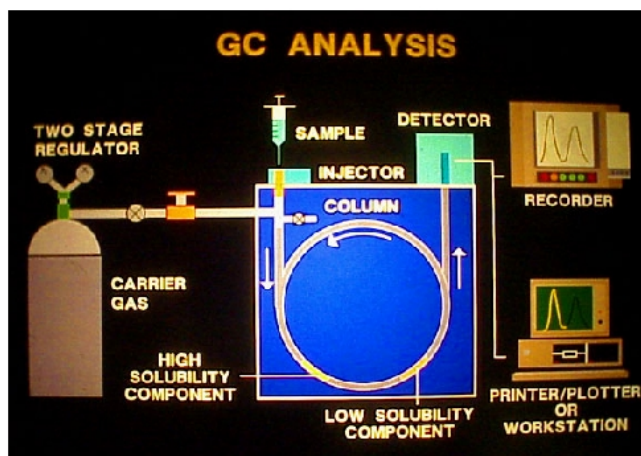 GC ANALYSIS
TWO STAGE
REGULATOR
SAMPLE
DETECTOR
INJECTOR
RECORDER
COLUMN
CARRIER
GAS
HIGH
SOLUBILITY
COMPONENT
LOW SOLUBILITY
COMPONENT
PRINTER/PLOTTER
OR
WORKSTATION